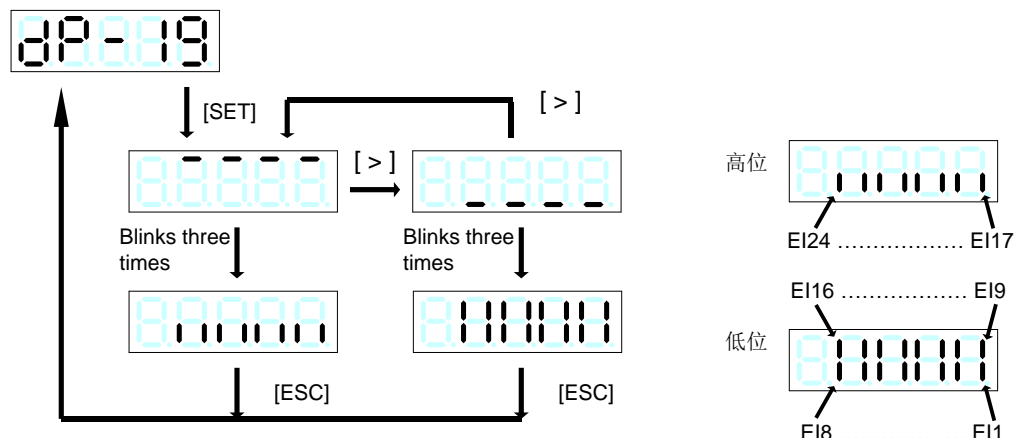 dP-19
[SET]
[ > ]
[ > ]
Blinks three
times
Blinks three
times
[ESC]
[ESC]
高位
EI24 .................. EI17
EI16 .................. EI9
低位
EI8 .................. EI1